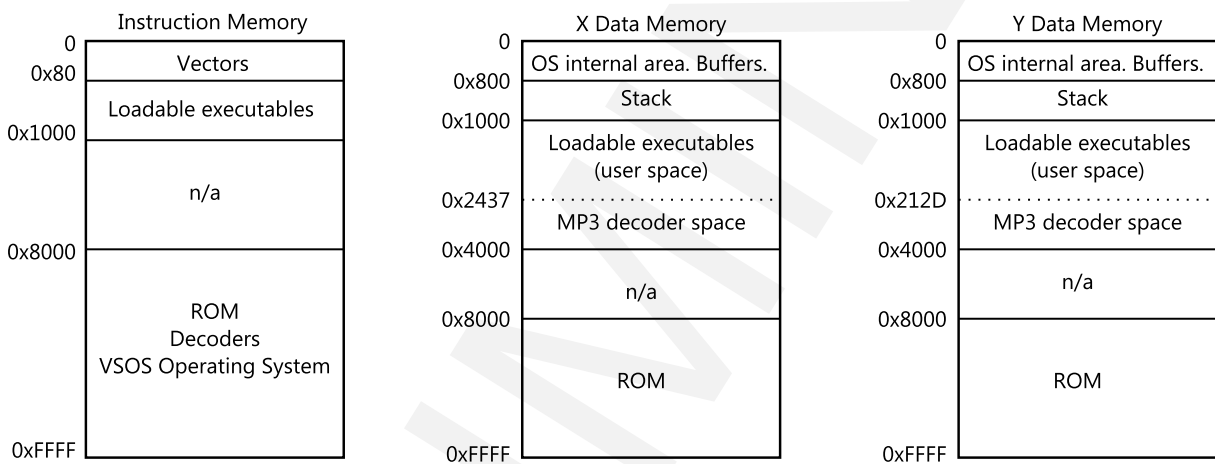 Instruction Memory
0
Vectors
0x80
Loadable executables
0x1000
n/a
0x8000
ROM
Decoders
VSOS Operating System
0xFFFF
X Data Memory
0
OS internal area. Buffers.
0x800
Stack
0x1000
Loadable executables
(user space)
0x2437
MP3 decoder space
0x4000
n/a
0x8000
ROM
0xFFFF
Y Data Memory
0
OS internal area. Buffers.
0x800
Stack
0x1000
Loadable executables
(user space)
0x212D
MP3 decoder space
0x4000
n/a
0x8000
ROM
0xFFFF